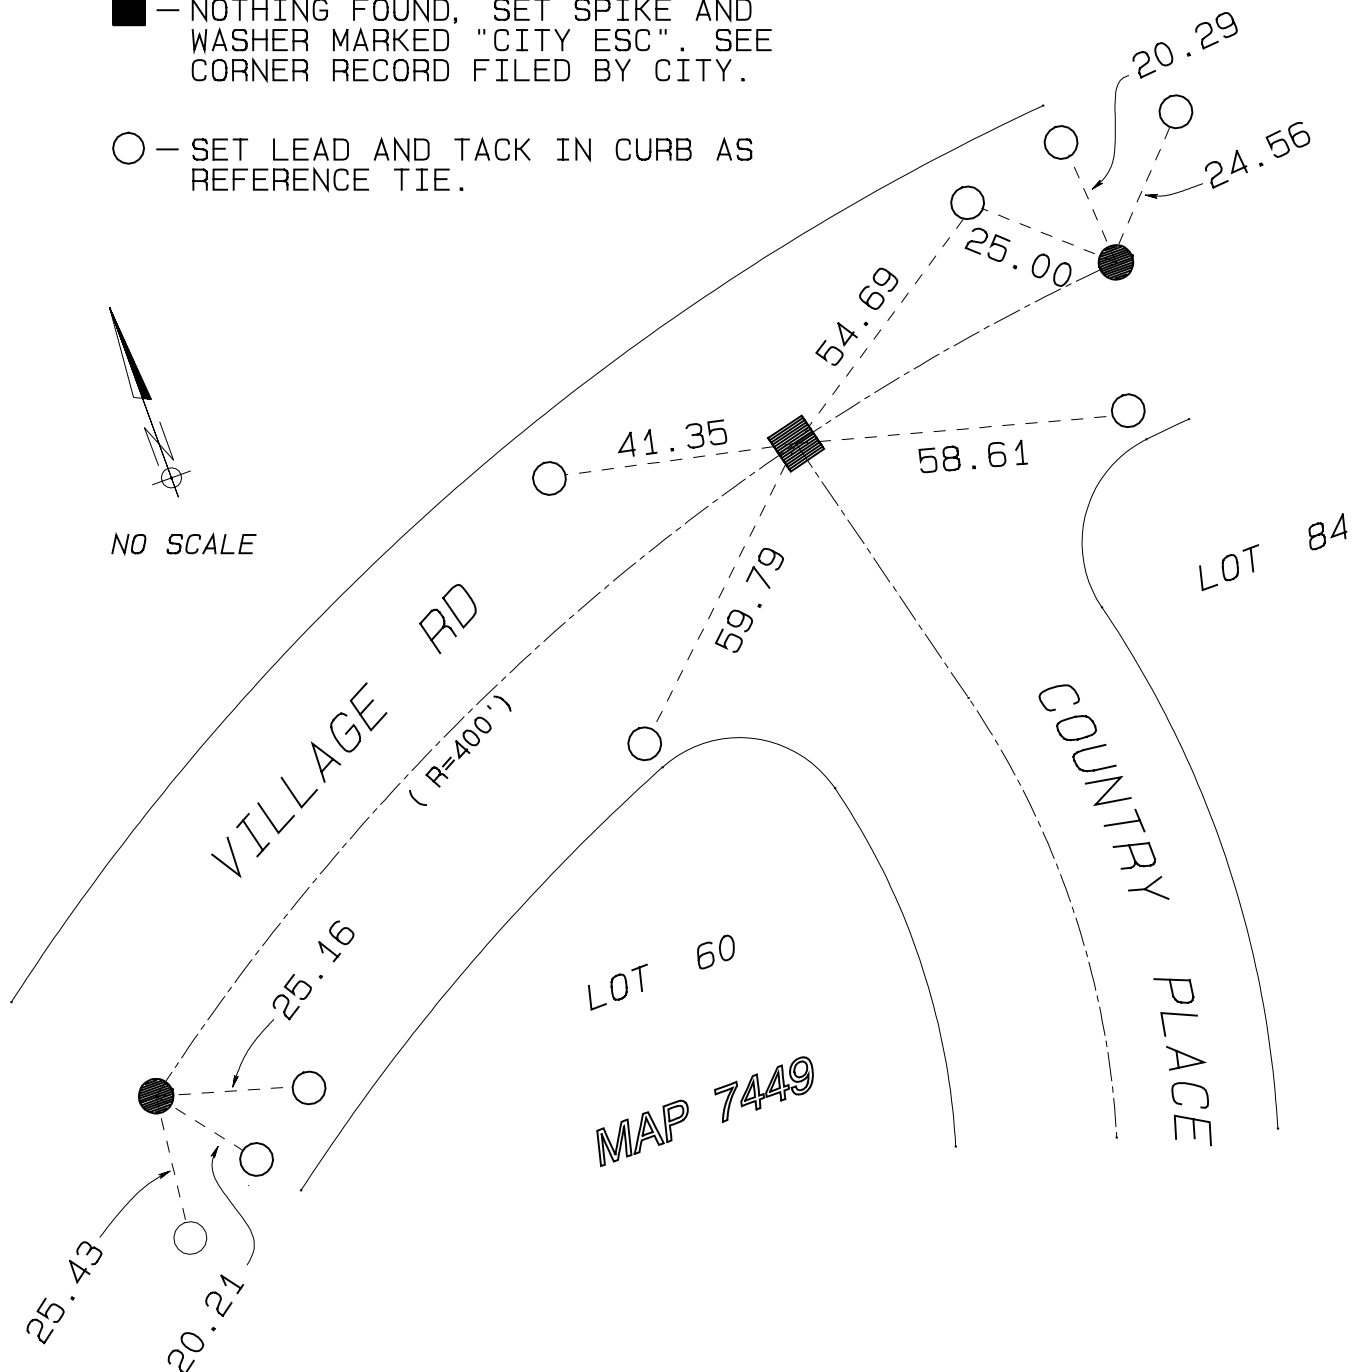 — NOTHING FOUND, SET SPIKE AND
WASHER MARKED "CITY ESC". SEE
CORNER RECORD FILED BY CITY.
— SET LEAD AND TACK IN CURB AS
REFERENCE TIE.
20.29
24.56
25.00
54.69
41.35
58.61
59.79
N
NO SCALE
LOT 84
VILLAGE RD
( R=400')
COUNTRY PLACE
25.16
LOT 60
MAP 7449
25.43
20.21